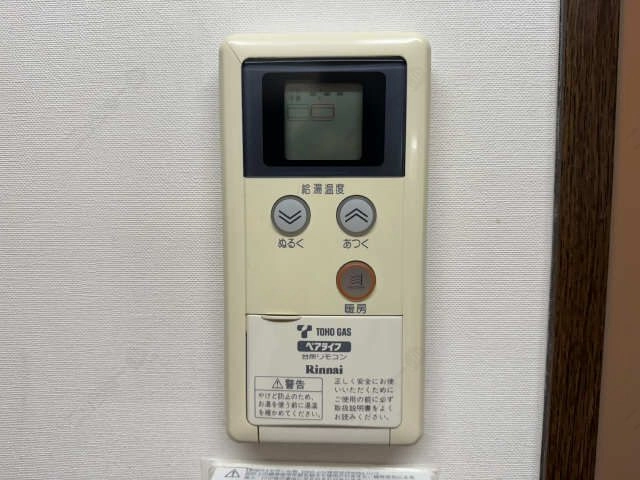 給湯温度
ぬるく
あつく
暖房
TOHO GAS
ペアライフ
台所リモコン
Rinnai
⚠警告
やけど防止のため、
お湯を使う前に湯温
を確かめてください。
正しく安全にお使
いいただくために
ご使用の前に必ず
取扱説明書をよく
お読みください。